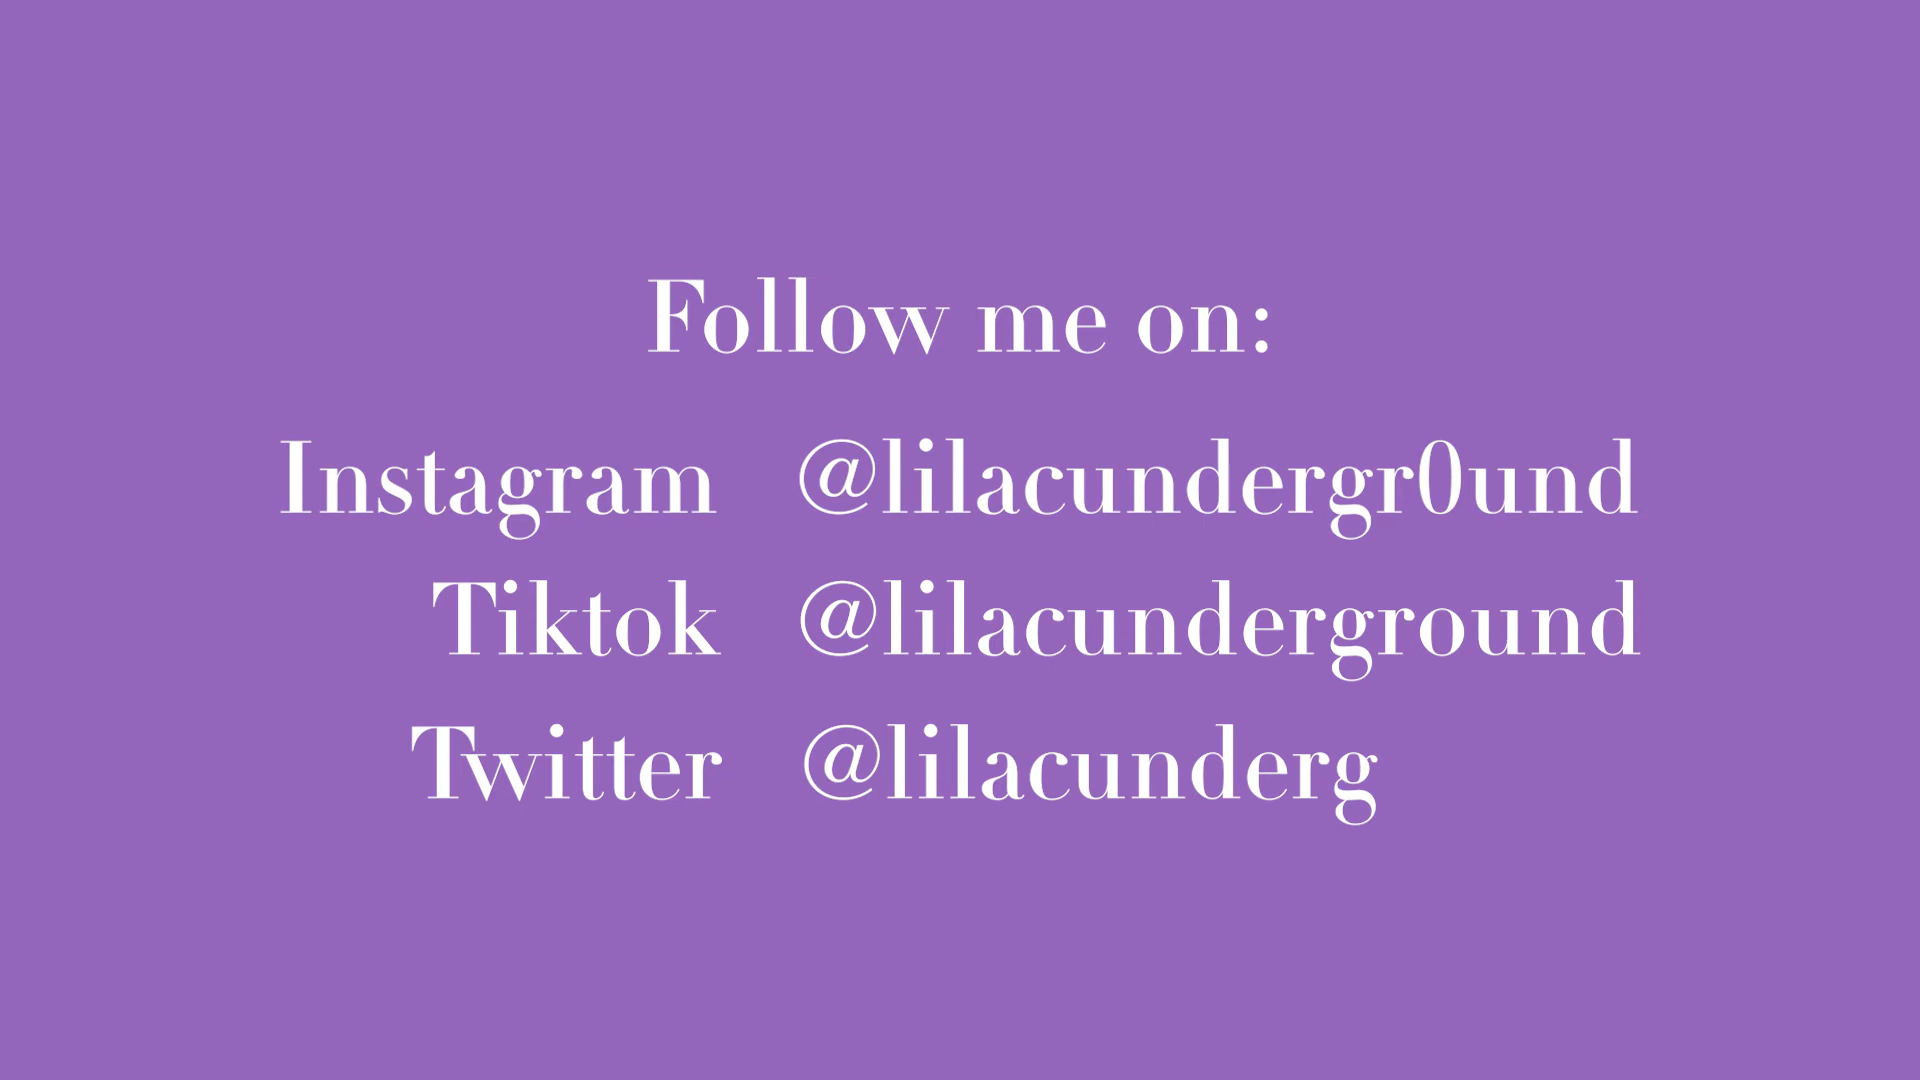 Follow me on:
Instagram @lilacundergr0und
Tiktok @lilacunderground
Twitter @lilacunderg